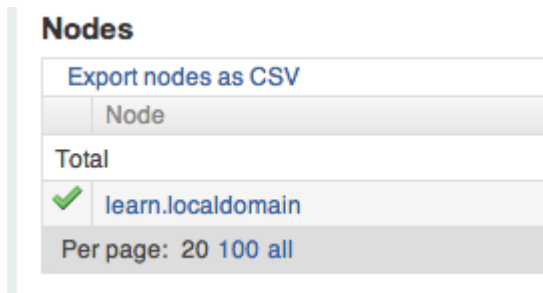 Nodes
Export nodes as CSV
Node
Total
learn.localdomain
Per page: 20 100 all